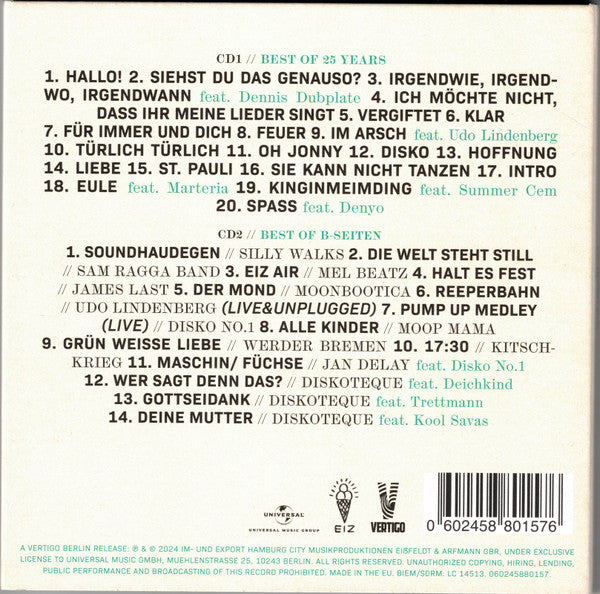 CD1 // BEST OF 25 YEARS
1. HALLO! 2. SIEHST DU DAS GENAUSO? 3. IRGENDWIE, IRGEND-
WO, IRGENDWANN feat. Dennis Dubplate 4. ICH MÖCHTE NICHT,
DASS IHR MEINE LIEDER SINGT 5. VERGIFTET 6. KLAR
7. FÜR IMMER UND DICH 8. FEUER 9. IM ARSCH feat. Udo Lindenberg
10. TÜRLICH TÜRLICH 11. OH JONNY 12. DISKO 13. HOFFNUNG
14. LIEBE 15. ST. PAULI 16. SIE KANN NICHT TANZEN 17. INTRO
18. EULE feat. Marteria 19. KINGINMEIMDING feat. Summer Cem
20. SPASS feat. Denyo
CD2 // BEST OF B-SEITEN
1. SOUNDHAUDEGEN // SILLY WALKS 2. DIE WELT STEHT STILL
// SAM RAGGA BAND 3. EIZ AIR // MEL BEATZ 4. HALT ES FEST
// JAMES LAST 5. DER MOND // MOONBOOTICA 6. REEPERBAHN
// UDO LINDENBERG (LIVE&UNPLUGGED) 7. PUMP UP MEDLEY
(LIVE) // DISKO NO.1 8. ALLE KINDER // MOOP MAMA
9. GRÜN WEISSE LIEBE // WERDER BREMEN 10. 17:30 // KITSCH-
KRIEG 11. MASCHIN/ FÜCHSE // JAN DELAY feat. Disko No.1
12. WER SAGT DENN DAS? // DISKOTEQUE feat. Deichkind
13. GOTTSEIDANK // DISKOTEQUE feat. Trettmann
14. DEINE MUTTER // DISKOTEQUE feat. Kool Savas
UNIVERSAL
UNIVERSAL MUSIC GROUP
EIZ
VERTIGO
0 602458 801576
A VERTIGO BERLIN RELEASE: ℗ & © 2024 IM- UND EXPORT HAMBURG CITY MUSIKPRODUKTIONEN EIßFELDT & ARFMANN GBR, UNDER EXCLUSIVE
LICENSE TO UNIVERSAL MUSIC GMBH, MUEHLENSTRASSE 25, 10243 BERLIN. ALL RIGHTS RESERVED. UNAUTHORIZED COPYING, HIRING, LENDING,
PUBLIC PERFORMANCE AND BROADCASTING OF THIS RECORD PROHIBITED. MADE IN THE EU. BIEM/SDRM. LC 14513. 060245880157.